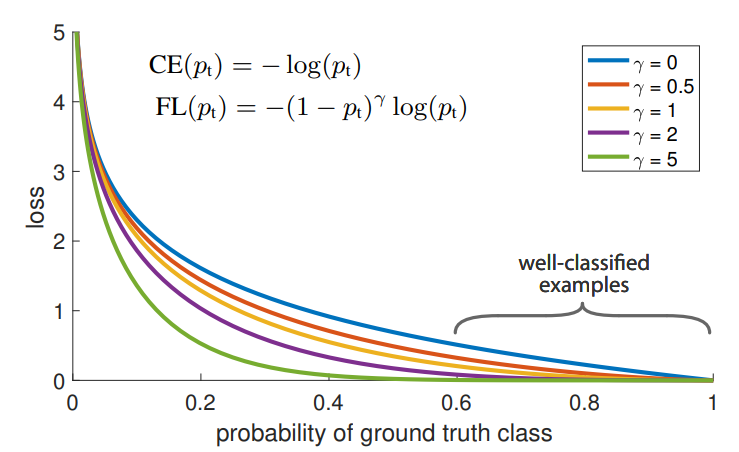 CE(pₜ) = − log(pₜ)
FL(pₜ) = −(1 − pₜ)^γ log(pₜ)
γ = 0
γ = 0.5
γ = 1
γ = 2
γ = 5
well-classified
examples
loss
5
4
3
2
1
0
0 0.2 0.4 0.6 0.8 1
probability of ground truth class